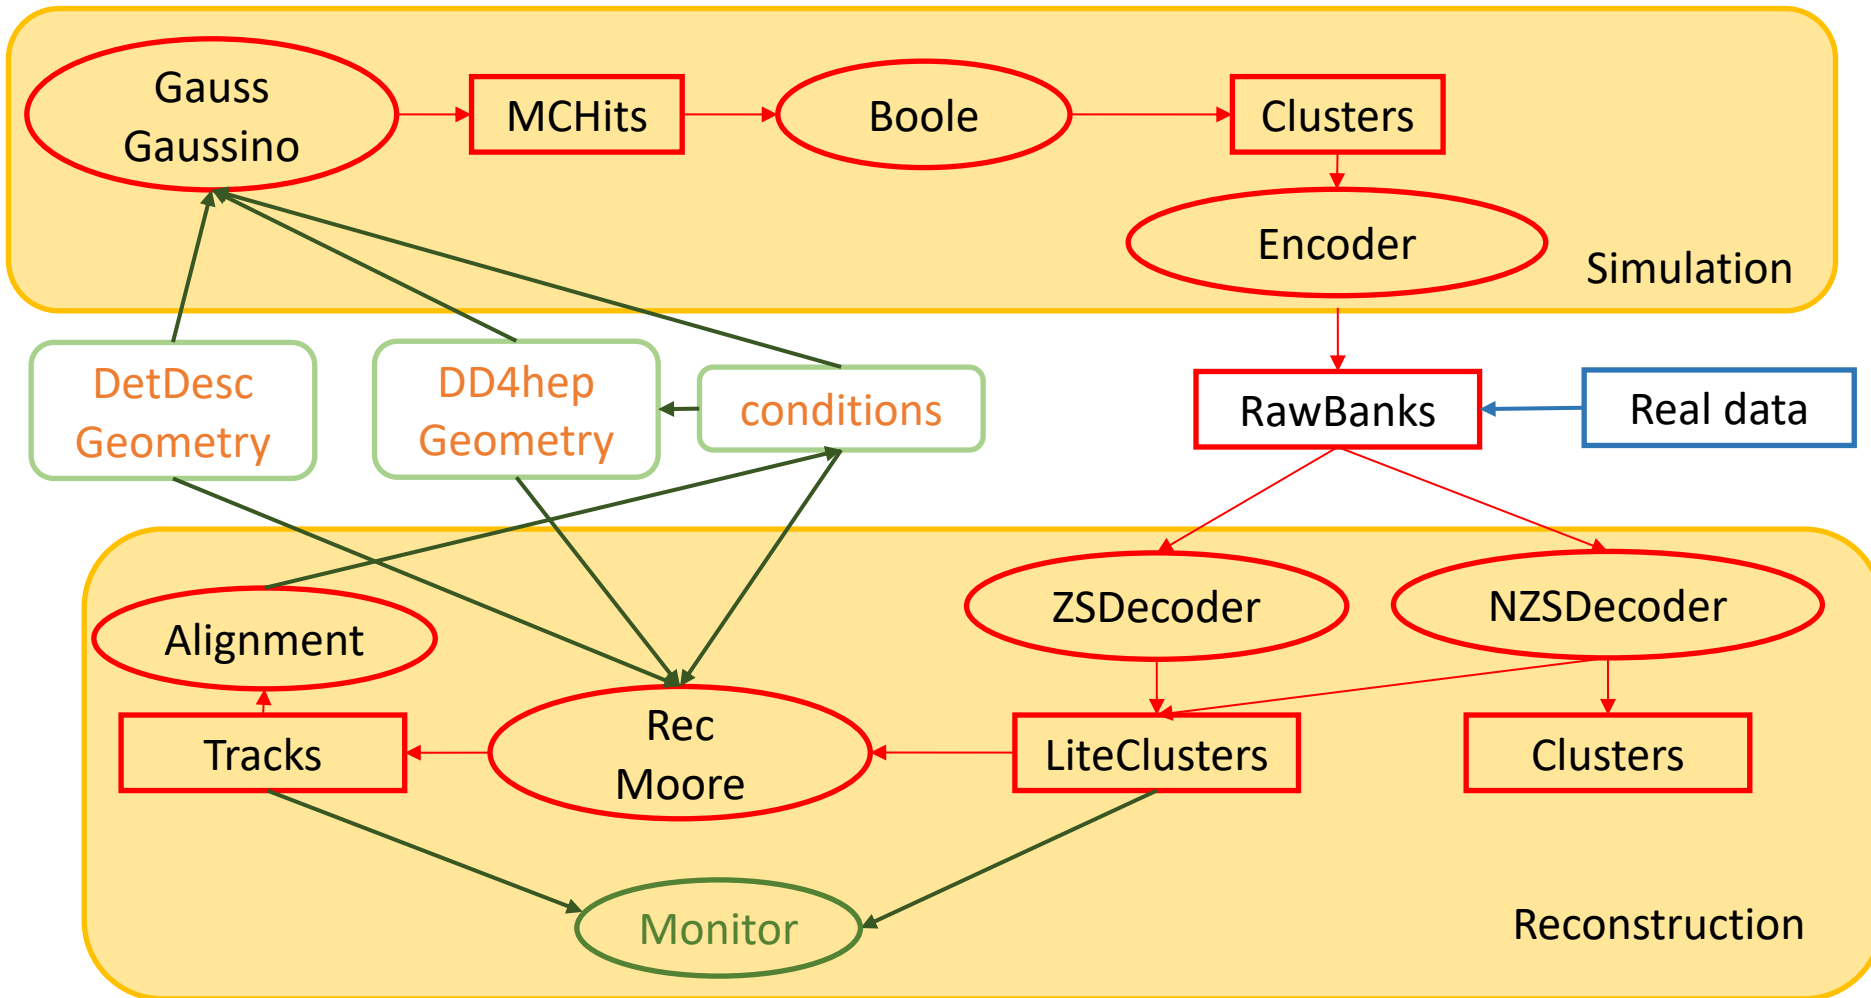 Gauss
Gaussino
MCHits
Boole
Clusters
Encoder
Simulation
DetDesc
Geometry
DD4hep
Geometry
conditions
RawBanks
Real data
Alignment
ZSDecoder
NZSDecoder
Tracks
Rec
Moore
LiteClusters
Clusters
Monitor
Reconstruction